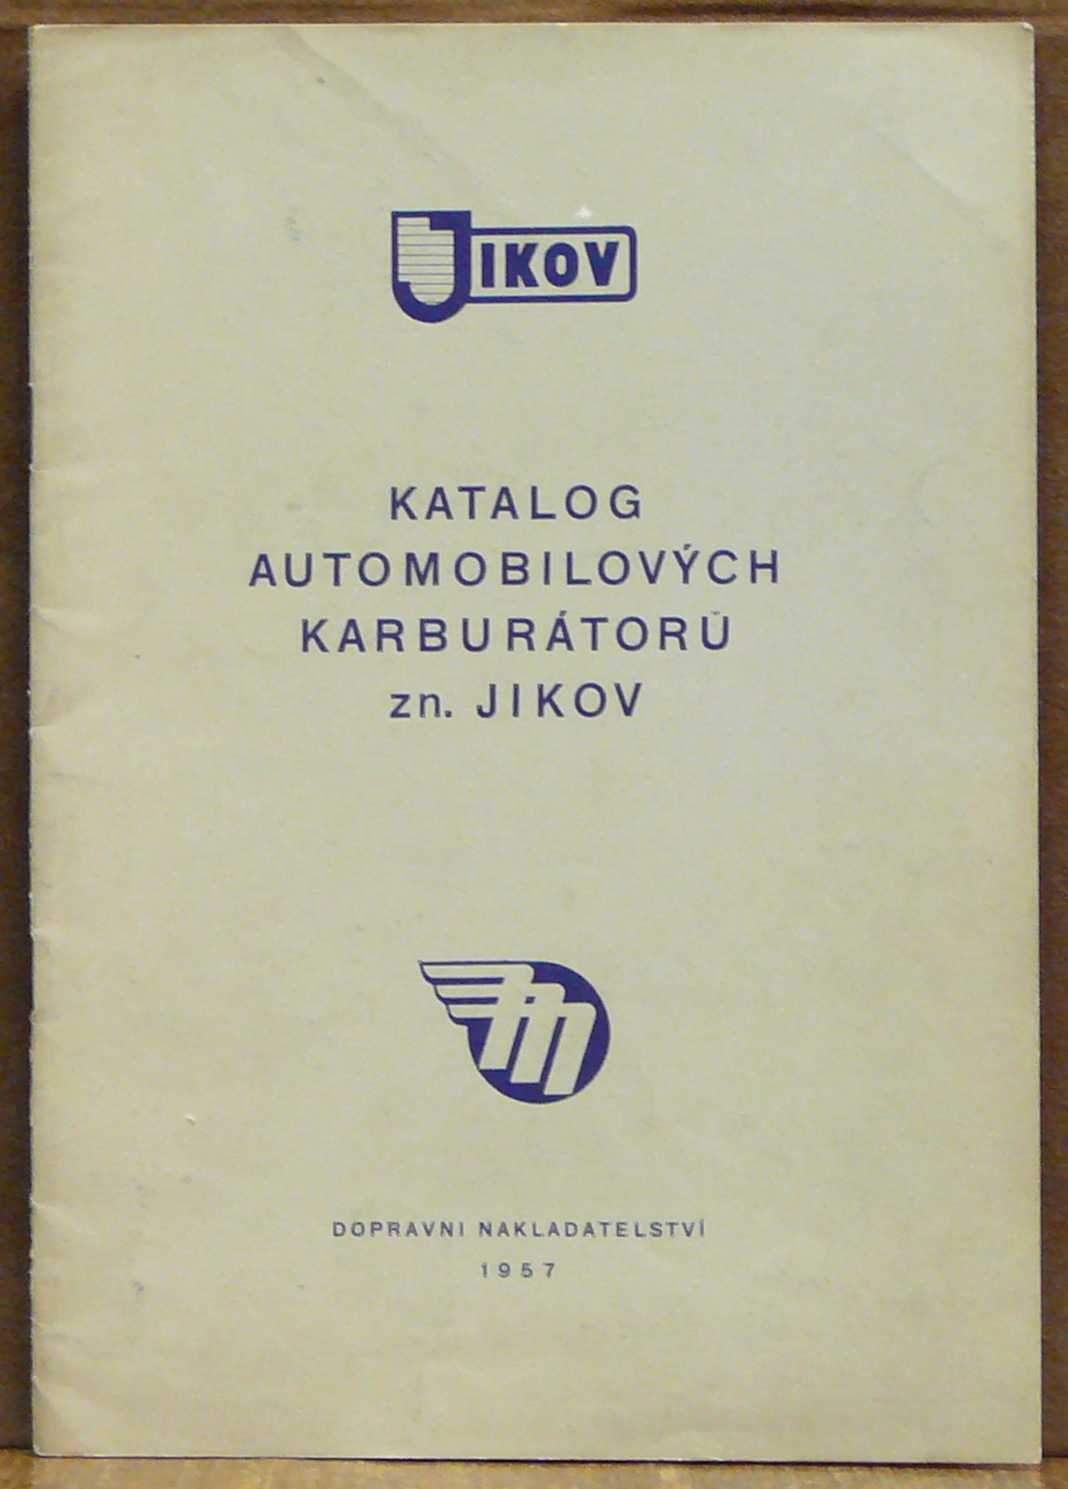 JIKOV
KATALOG
AUTOMOBILOVÝCH
KARBURÁTORŮ
zn. JIKOV
DOPRAVNI NAKLADATELSTVÍ
1957